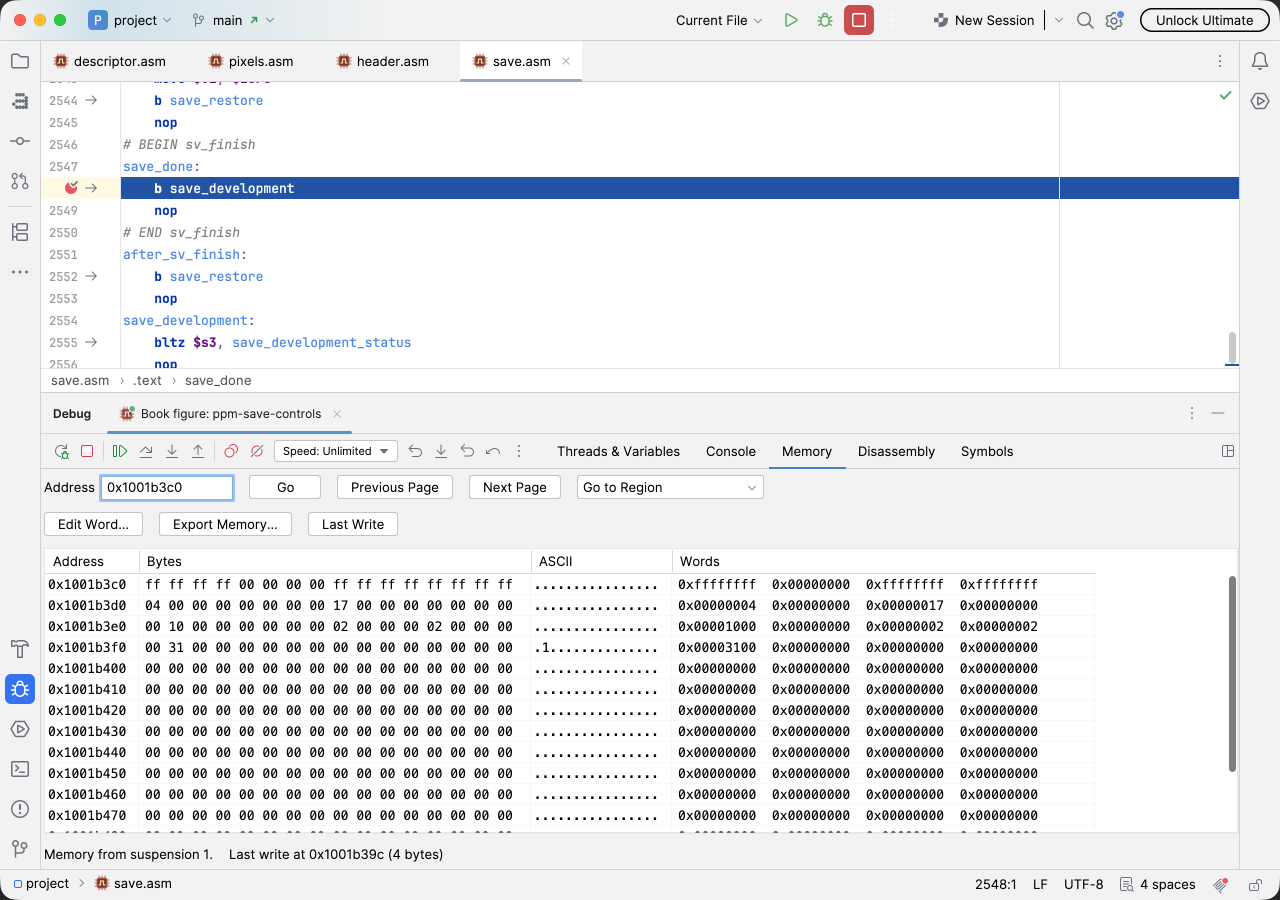 P project main Current File New Session Unlock Ultimate
descriptor.asm pixels.asm header.asm save.asm
2544 b save_restore
2545 nop
2546 # BEGIN sv_finish
2547 save_done:
b save_development
2549 nop
2550 # END sv_finish
2551 after_sv_finish:
2552 b save_restore
2553 nop
2554 save_development:
2555 bltz $s3, save_development_status
2556 nop
save.asm › .text › save_done
Debug Book figure: ppm-save-controls
Speed: Unlimited Threads & Variables Console Memory Disassembly Symbols
Address 0x1001b3c0 Go Previous Page Next Page Go to Region
Edit Word... Export Memory... Last Write
Address Bytes ASCII Words
0x1001b3c0 ff ff ff ff 00 00 00 00 ff ff ff ff ff ff ff ff ................ 0xffffffff 0x00000000 0xffffffff 0xffffffff
0x1001b3d0 04 00 00 00 00 00 00 00 17 00 00 00 00 00 00 00 ................ 0x00000004 0x00000000 0x00000017 0x00000000
0x1001b3e0 00 10 00 00 00 00 00 00 02 00 00 00 02 00 00 00 ................ 0x00001000 0x00000000 0x00000002 0x00000002
0x1001b3f0 00 31 00 00 00 00 00 00 00 00 00 00 00 00 00 00 .1.............. 0x00003100 0x00000000 0x00000000 0x00000000
0x1001b400 00 00 00 00 00 00 00 00 00 00 00 00 00 00 00 00 ................ 0x00000000 0x00000000 0x00000000 0x00000000
0x1001b410 00 00 00 00 00 00 00 00 00 00 00 00 00 00 00 00 ................ 0x00000000 0x00000000 0x00000000 0x00000000
0x1001b420 00 00 00 00 00 00 00 00 00 00 00 00 00 00 00 00 ................ 0x00000000 0x00000000 0x00000000 0x00000000
0x1001b430 00 00 00 00 00 00 00 00 00 00 00 00 00 00 00 00 ................ 0x00000000 0x00000000 0x00000000 0x00000000
0x1001b440 00 00 00 00 00 00 00 00 00 00 00 00 00 00 00 00 ................ 0x00000000 0x00000000 0x00000000 0x00000000
0x1001b450 00 00 00 00 00 00 00 00 00 00 00 00 00 00 00 00 ................ 0x00000000 0x00000000 0x00000000 0x00000000
0x1001b460 00 00 00 00 00 00 00 00 00 00 00 00 00 00 00 00 ................ 0x00000000 0x00000000 0x00000000 0x00000000
0x1001b470 00 00 00 00 00 00 00 00 00 00 00 00 00 00 00 00 ................ 0x00000000 0x00000000 0x00000000 0x00000000
Memory from suspension 1. Last write at 0x1001b39c (4 bytes)
project › save.asm 2548:1 LF UTF-8 4 spaces